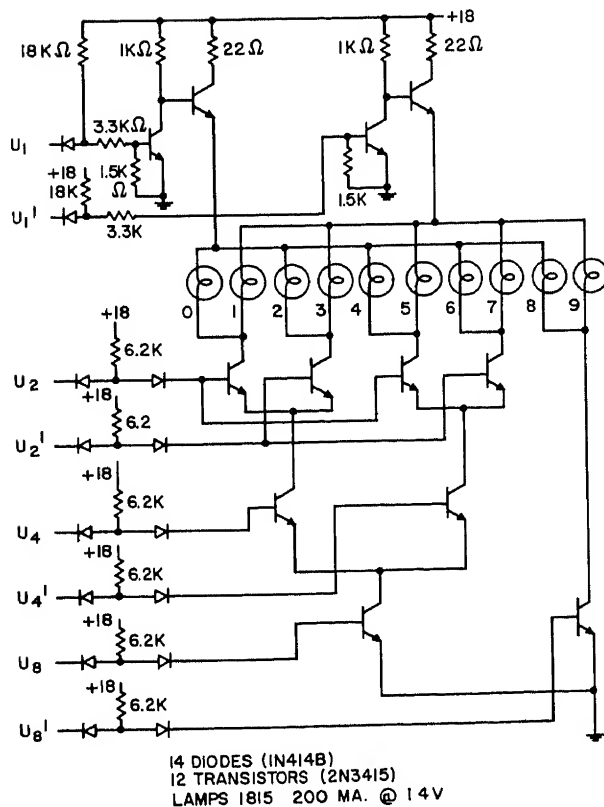 +18
18KΩ
1KΩ
22Ω
1KΩ
22Ω
U1
3.3KΩ
1.5K
Ω
+18
18K
U1'
3.3K
1.5K
0 1 2 3 4 5 6 7 8 9
+18
6.2K
U2
+18
6.2
U2'
+18
6.2K
U4
+18
6.2K
U4'
+18
6.2K
U8
+18
6.2K
U8'
14 DIODES (1N414B)
12 TRANSISTORS (2N3415)
LAMPS 1815 200 MA. @ 14V